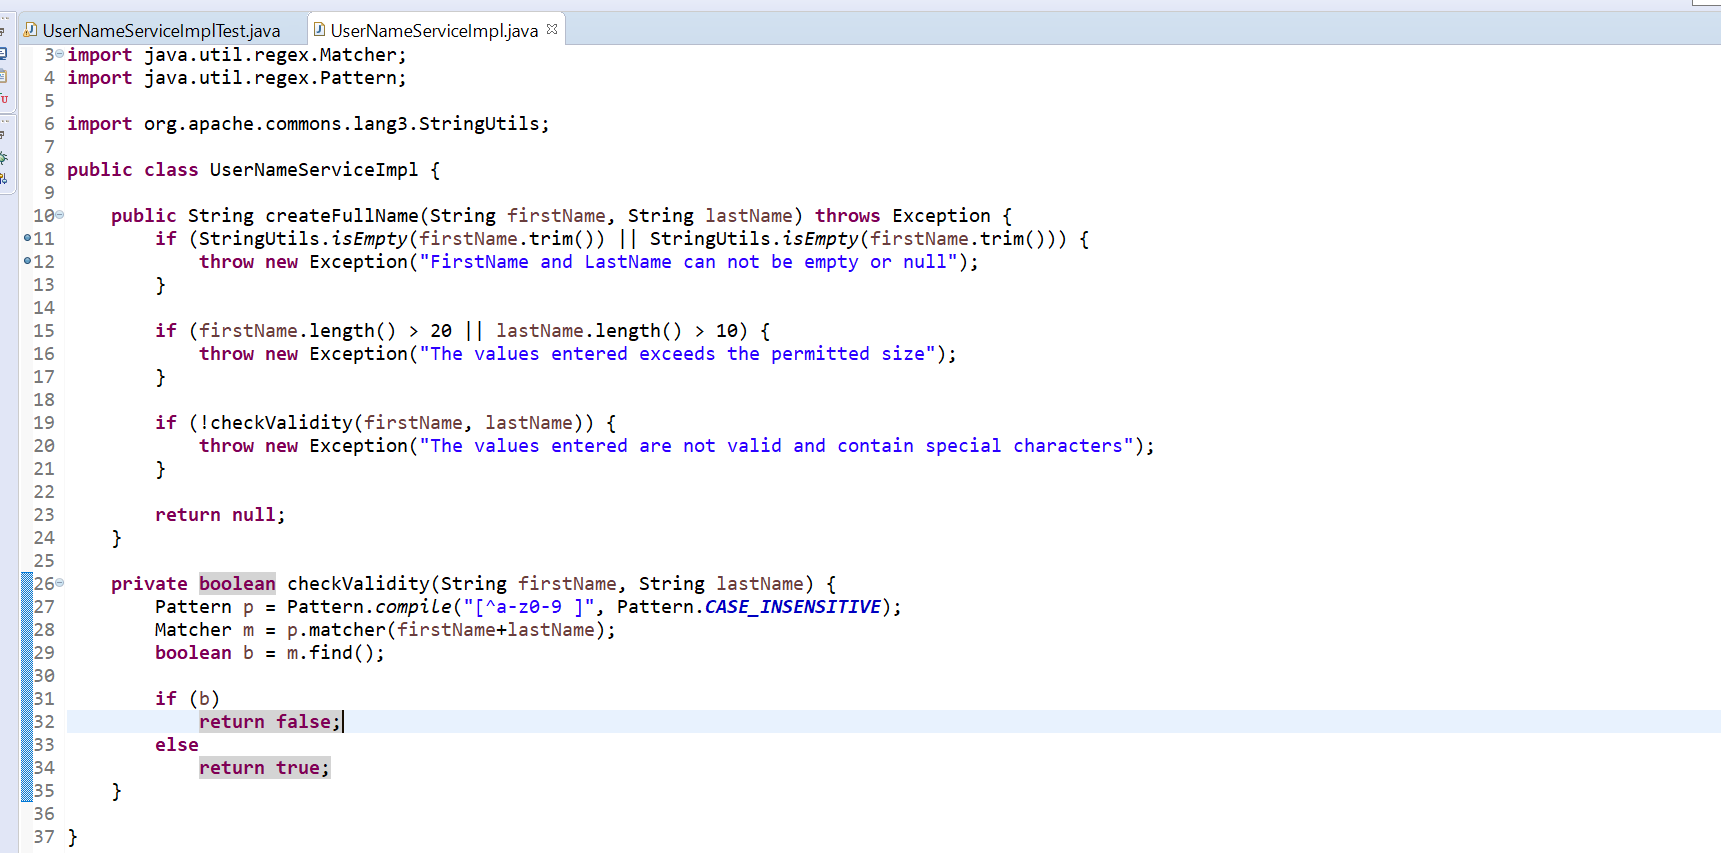 UserNameServiceImplTest.java UserNameServiceImpl.java
3 import java.util.regex.Matcher;
4 import java.util.regex.Pattern;
5
6 import org.apache.commons.lang3.StringUtils;
7
8 public class UserNameServiceImpl {
9
10 public String createFullName(String firstName, String lastName) throws Exception {
11 if (StringUtils.isEmpty(firstName.trim()) || StringUtils.isEmpty(firstName.trim())) {
12 throw new Exception("FirstName and LastName can not be empty or null");
13 }
14
15 if (firstName.length() > 20 || lastName.length() > 10) {
16 throw new Exception("The values entered exceeds the permitted size");
17 }
18
19 if (!checkValidity(firstName, lastName)) {
20 throw new Exception("The values entered are not valid and contain special characters");
21 }
22
23 return null;
24 }
25
26 private boolean checkValidity(String firstName, String lastName) {
27 Pattern p = Pattern.compile("[^a-z0-9 ]", Pattern.CASE_INSENSITIVE);
28 Matcher m = p.matcher(firstName+lastName);
29 boolean b = m.find();
30
31 if (b)
32 return false;
33 else
34 return true;
35 }
36
37 }